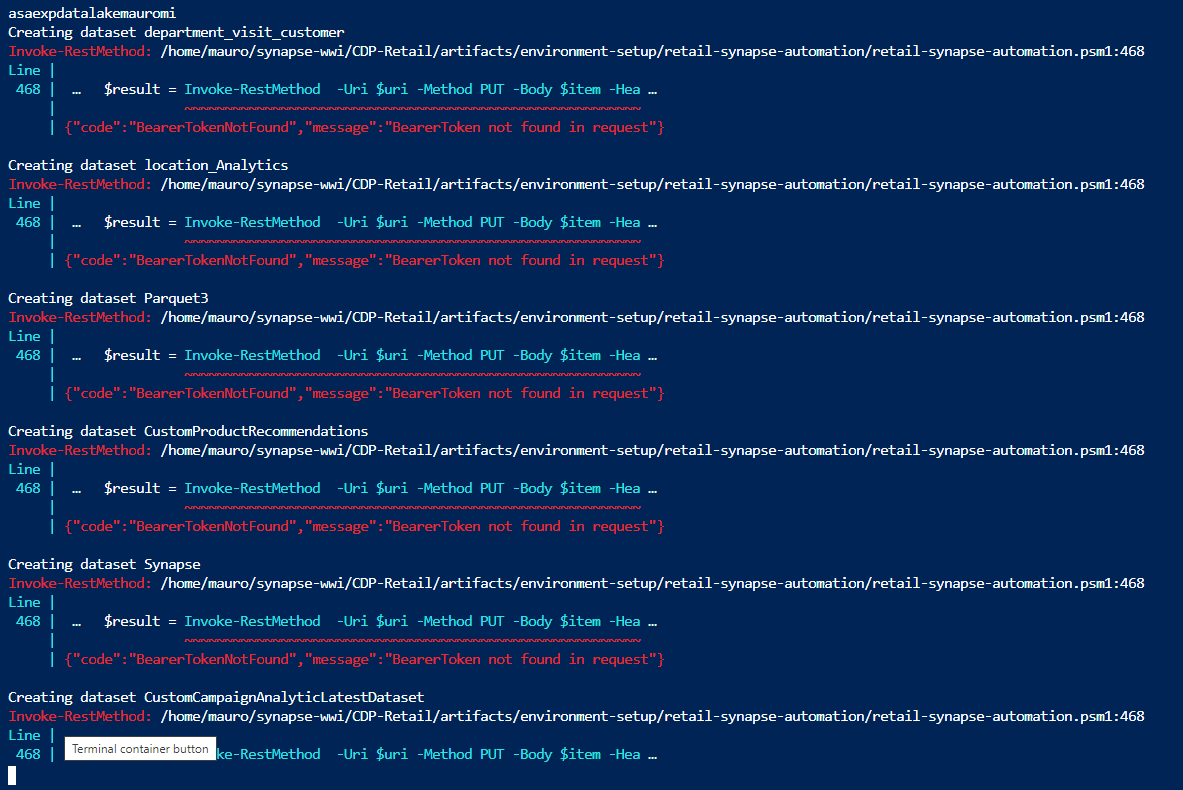 asaexpdatalakemauromi
Creating dataset department_visit_customer
Invoke-RestMethod: /home/mauro/synapse-wwi/CDP-Retail/artifacts/environment-setup/retail-synapse-automation/retail-synapse-automation.psm1:468
Line |
468 | … $result = Invoke-RestMethod -Uri $uri -Method PUT -Body $item -Hea …
| ~~~~~~~~~~~~~~~~~~~~~~~~~~~~~~~~~~~~~~~~~~~~~~~~~~~~~~~~~
| {"code":"BearerTokenNotFound","message":"BearerToken not found in request"}
Creating dataset location_Analytics
Invoke-RestMethod: /home/mauro/synapse-wwi/CDP-Retail/artifacts/environment-setup/retail-synapse-automation/retail-synapse-automation.psm1:468
Line |
468 | … $result = Invoke-RestMethod -Uri $uri -Method PUT -Body $item -Hea …
| ~~~~~~~~~~~~~~~~~~~~~~~~~~~~~~~~~~~~~~~~~~~~~~~~~~~~~~~~~
| {"code":"BearerTokenNotFound","message":"BearerToken not found in request"}
Creating dataset Parquet3
Invoke-RestMethod: /home/mauro/synapse-wwi/CDP-Retail/artifacts/environment-setup/retail-synapse-automation/retail-synapse-automation.psm1:468
Line |
468 | … $result = Invoke-RestMethod -Uri $uri -Method PUT -Body $item -Hea …
| ~~~~~~~~~~~~~~~~~~~~~~~~~~~~~~~~~~~~~~~~~~~~~~~~~~~~~~~~~
| {"code":"BearerTokenNotFound","message":"BearerToken not found in request"}
Creating dataset CustomProductRecommendations
Invoke-RestMethod: /home/mauro/synapse-wwi/CDP-Retail/artifacts/environment-setup/retail-synapse-automation/retail-synapse-automation.psm1:468
Line |
468 | … $result = Invoke-RestMethod -Uri $uri -Method PUT -Body $item -Hea …
| ~~~~~~~~~~~~~~~~~~~~~~~~~~~~~~~~~~~~~~~~~~~~~~~~~~~~~~~~~
| {"code":"BearerTokenNotFound","message":"BearerToken not found in request"}
Creating dataset Synapse
Invoke-RestMethod: /home/mauro/synapse-wwi/CDP-Retail/artifacts/environment-setup/retail-synapse-automation/retail-synapse-automation.psm1:468
Line |
468 | … $result = Invoke-RestMethod -Uri $uri -Method PUT -Body $item -Hea …
| ~~~~~~~~~~~~~~~~~~~~~~~~~~~~~~~~~~~~~~~~~~~~~~~~~~~~~~~~~
| {"code":"BearerTokenNotFound","message":"BearerToken not found in request"}
Creating dataset CustomCampaignAnalyticLatestDataset
Invoke-RestMethod: /home/mauro/synapse-wwi/CDP-Retail/artifacts/environment-setup/retail-synapse-automation/retail-synapse-automation.psm1:468
Line |
468 | Terminal container button ke-RestMethod -Uri $uri -Method PUT -Body $item -Hea …